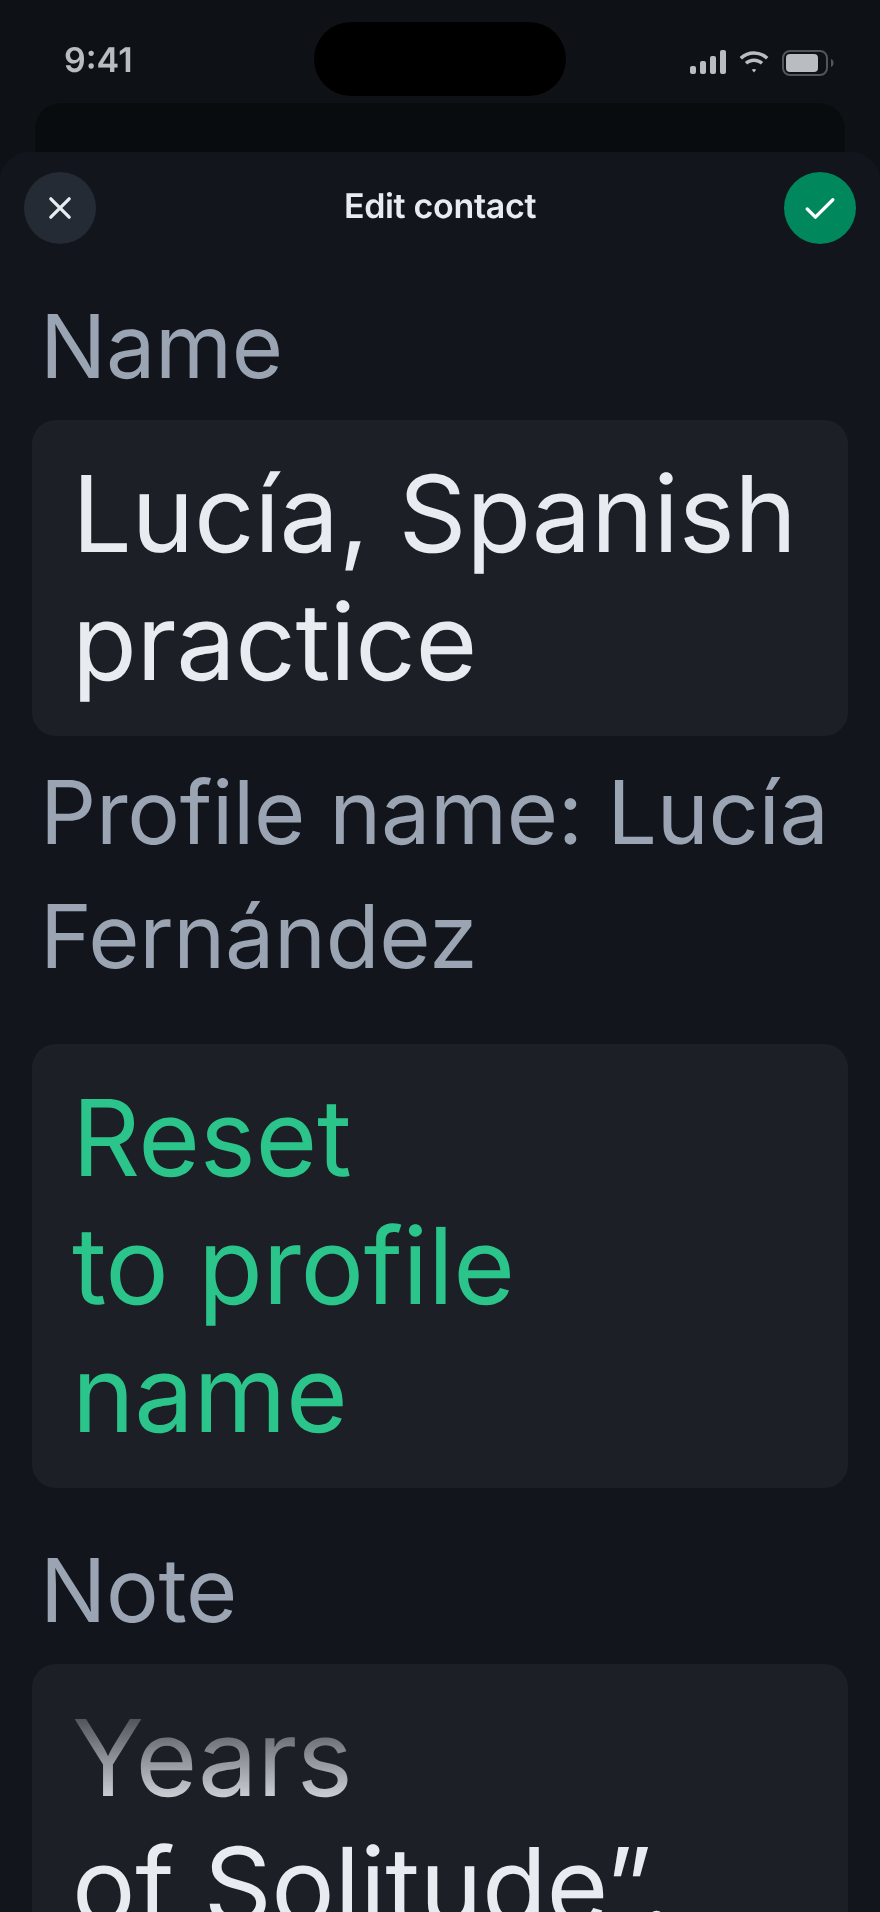 9:41
Edit contact
Name
Lucía, Spanish
practice
Profile name: Lucía
Fernández
Reset
to profile
name
Note
Years
of Solitude”.